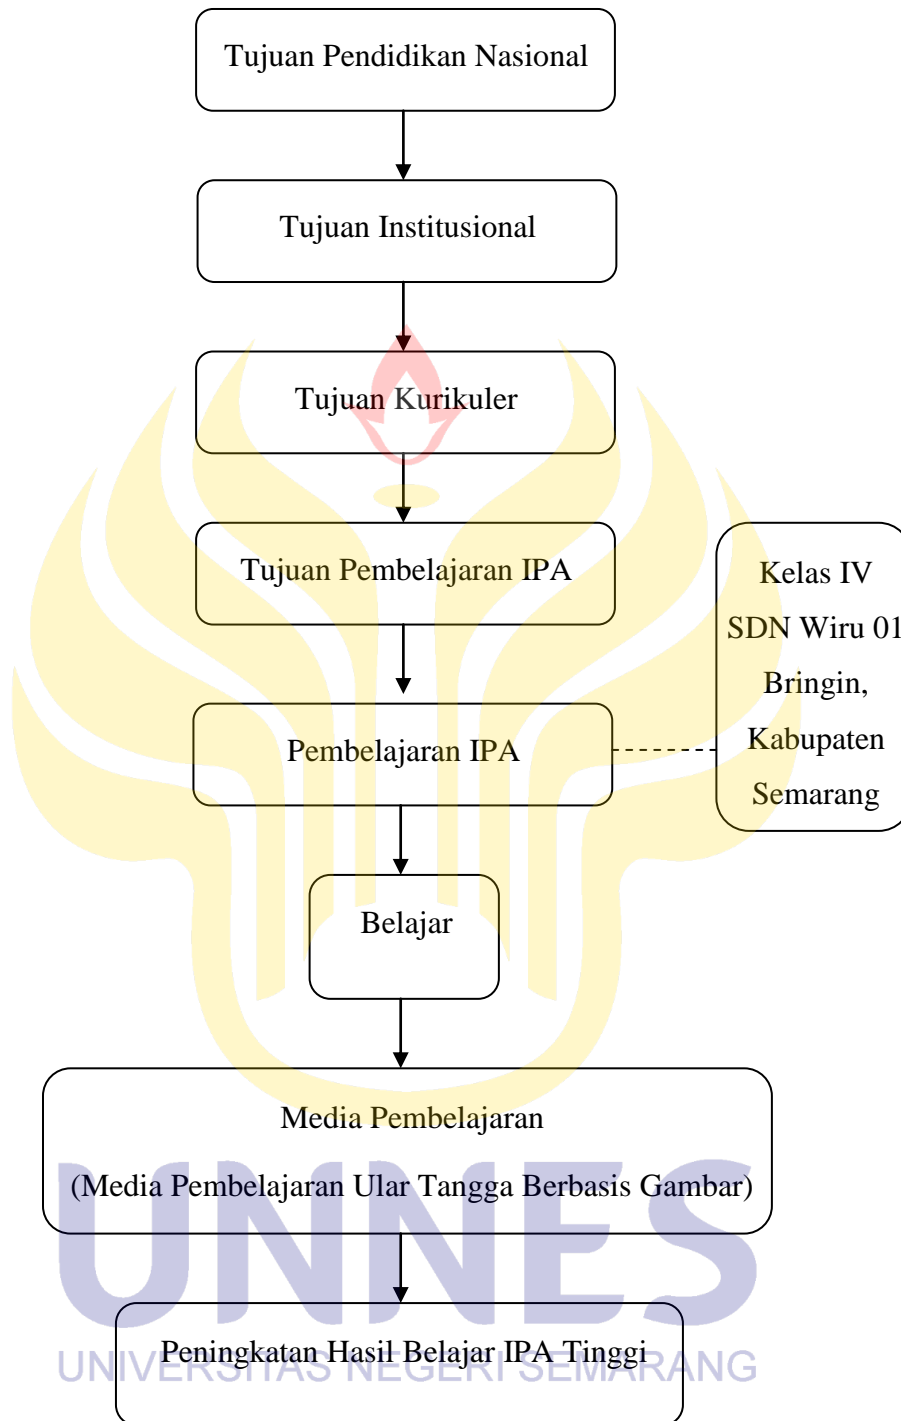 Tujuan Pendidikan Nasional
Tujuan Institusional
Tujuan Kurikuler
Tujuan Pembelajaran IPA
Kelas IV
SDN Wiru 01
Bringin,
Kabupaten
Semarang
Pembelajaran IPA
Belajar
Media Pembelajaran
(Media Pembelajaran Ular Tangga Berbasis Gambar)
UNNES
Peningkatan Hasil Belajar IPA Tinggi
UNIVERSITAS NEGERI SEMARANG